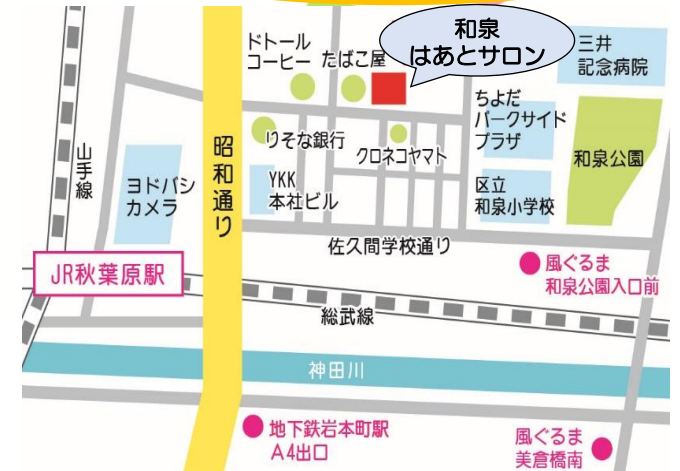 和泉
はあとサロン
ドトール
コーヒー
たばこ屋
三井
記念病院
ちよだ
パークサイド
プラザ
和泉公園
りそな銀行
クロネコヤマト
昭和通り
山手線
ヨドバシ
カメラ
YKK
本社ビル
区立
和泉小学校
佐久間学校通り
風ぐるま
和泉公園入口前
JR秋葉原駅
総武線
神田川
地下鉄岩本町駅
A4出口
風ぐるま
美倉橋南